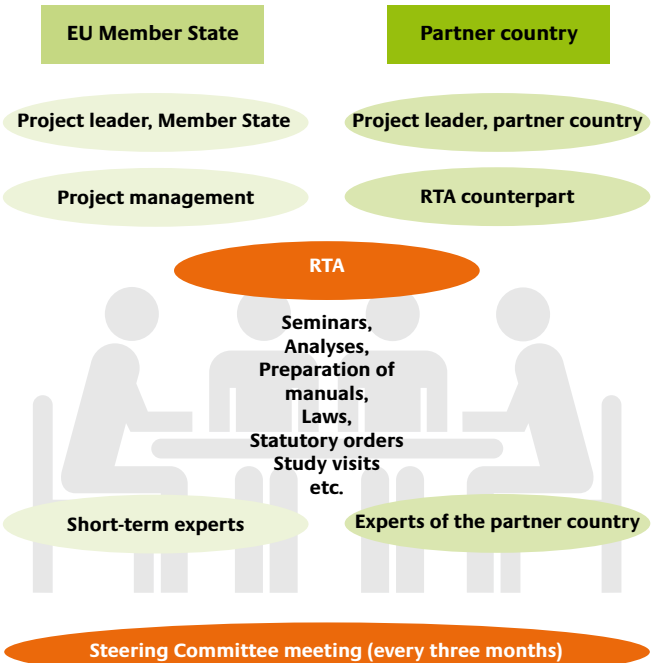 EU Member State
Partner country
Project leader, Member State
Project leader, partner country
Project management
RTA counterpart
RTA
Seminars,
Analyses,
Preparation of
manuals,
Laws,
Statutory orders
Study visits
etc.
Short-term experts
Experts of the partner country
Steering Committee meeting (every three months)